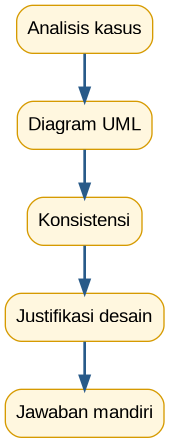 Analisis kasus
Diagram UML
Konsistensi
Justifikasi desain
Jawaban mandiri